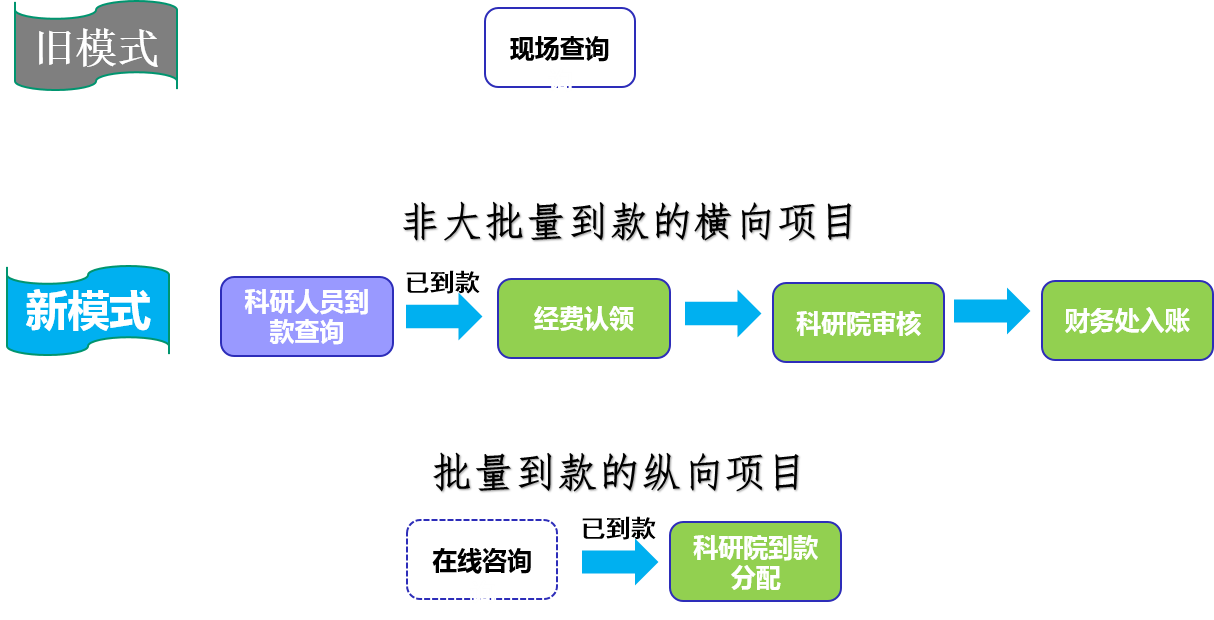 旧模式
现场查询
非大批量到款的横向项目
新模式
科研人员到
款查询
已到款
经费认领
科研院审核
财务处入账
批量到款的纵向项目
在线咨询
已到款
科研院到款
分配